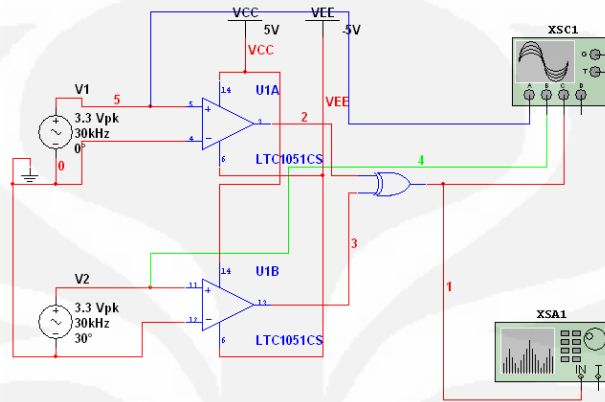 VCC
VEE
5V
-5V
XSC1
VCC
G
T
A
B
C
D
V1
5
14
U1A
VEE
5
2
3.3 Vpk
30kHz
0°
4
0
6
LTC1051CS
4
3
V2
14
U1B
11
13
1
3.3 Vpk
30kHz
30°
12
6
LTC1051CS
XSA1
IN
T